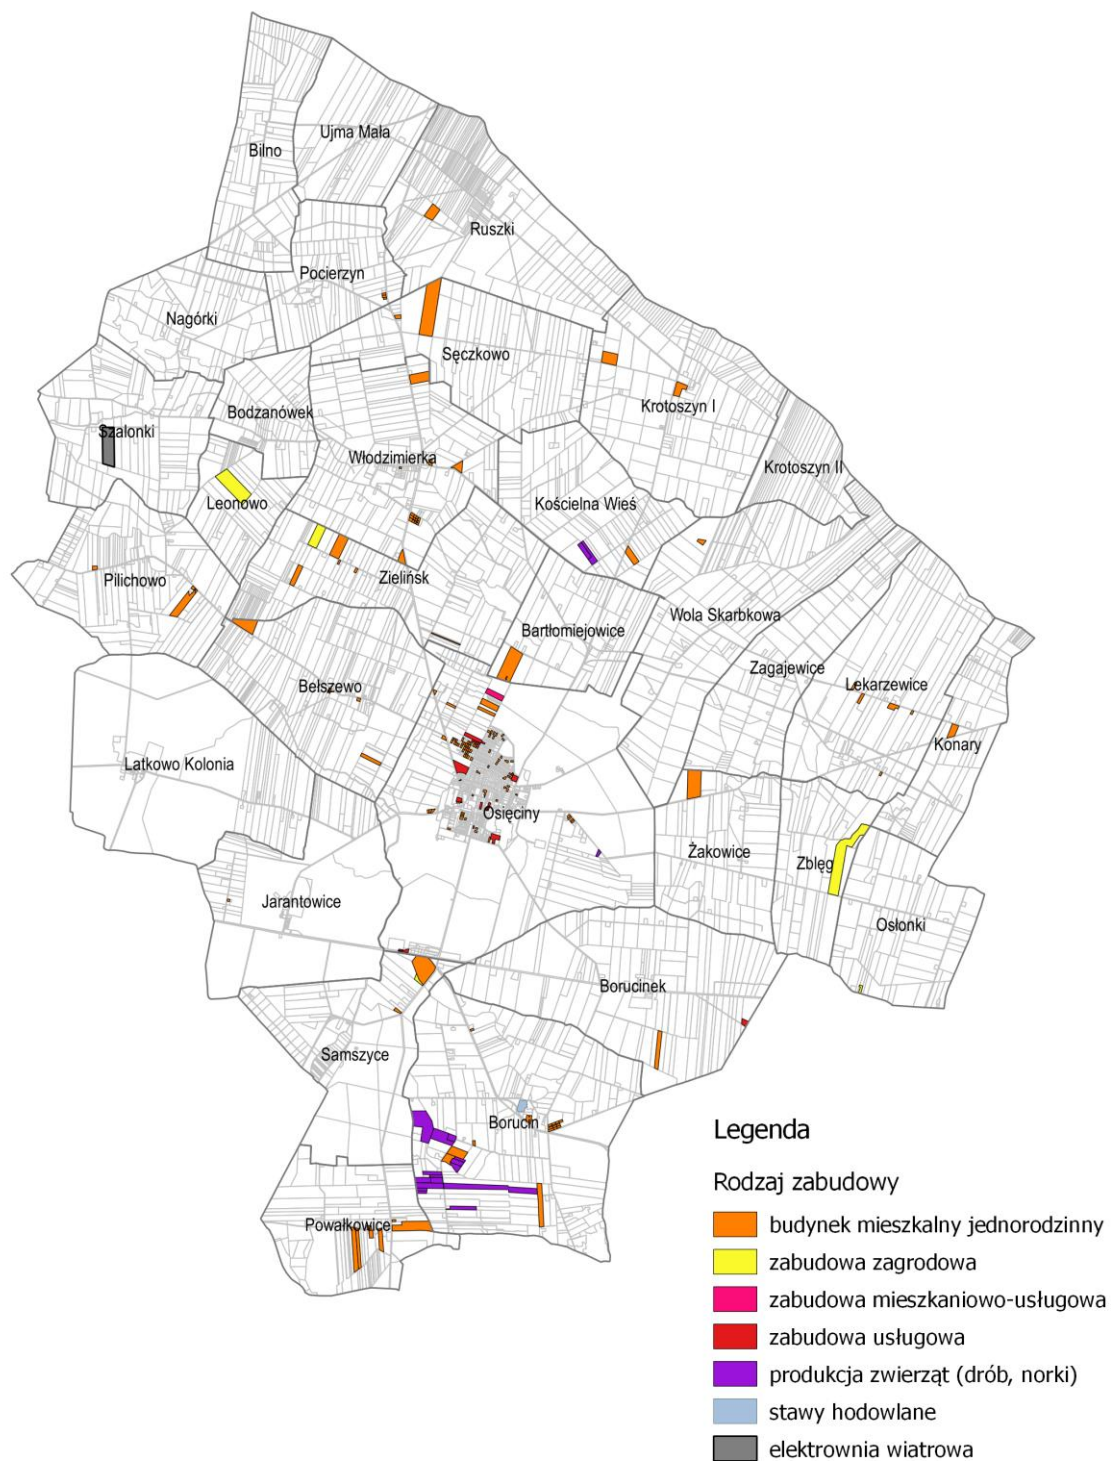 Ujma Mała
Bilno
Ruszki
Pocierzyn
Nagórki
Sęczkowo
Krotoszyn I
Bodzanówek
Szalonki
Włodzimierka
Krotoszyn II
Leonowo
Kościelna Wieś
Pilichowo
Zielińsk
Wola Skarbkowa
Bartłomiejowice
Zagajewice
Bełszewo
Lekarzewice
Konary
Latkowo Kolonia
Osięciny
Żakowice
Zblęg
Jarantowice
Osłonki
Borucinek
Samszyce
Borucin
Powałkowice
Legenda
Rodzaj zabudowy
budynek mieszkalny jednorodzinny
zabudowa zagrodowa
zabudowa mieszkaniowo-usługowa
zabudowa usługowa
produkcja zwierząt (drób, norki)
stawy hodowlane
elektrownia wiatrowa